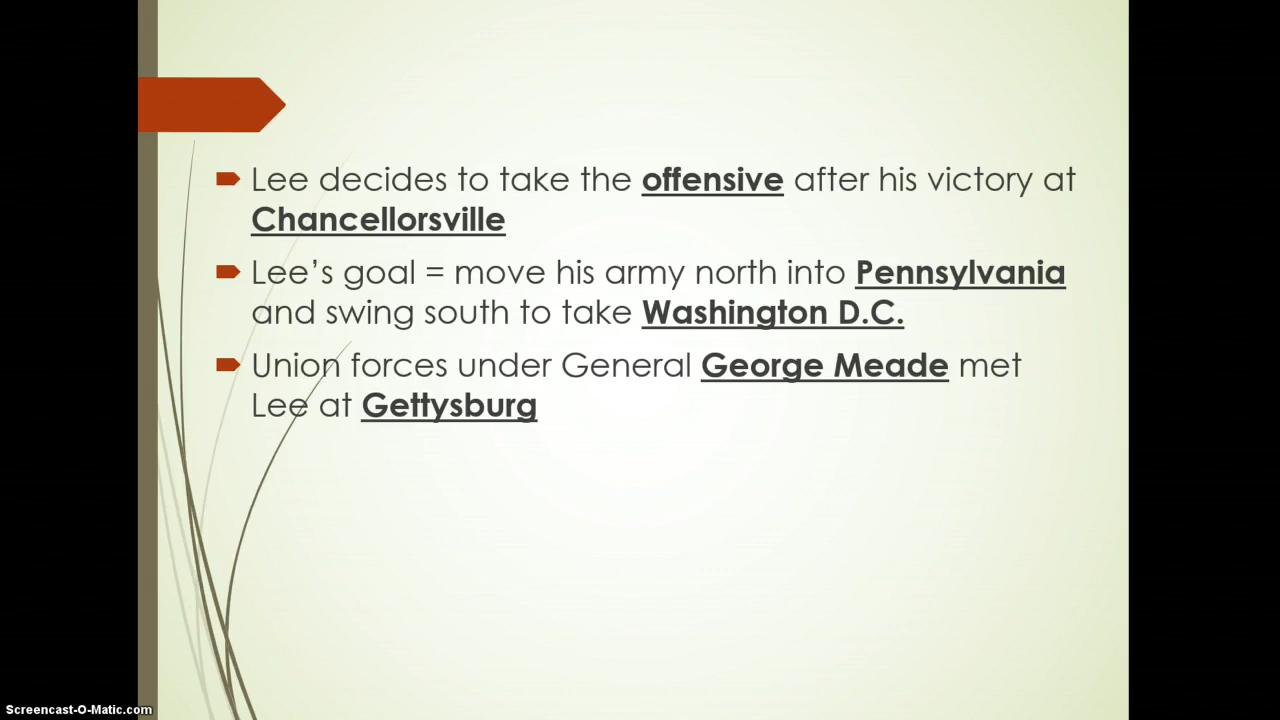 Lee decides to take the offensive after his victory at
Chancellorsville
Lee’s goal = move his army north into Pennsylvania
and swing south to take Washington D.C.
Union forces under General George Meade met
Lee at Gettysburg
Screencast-O-Matic.com